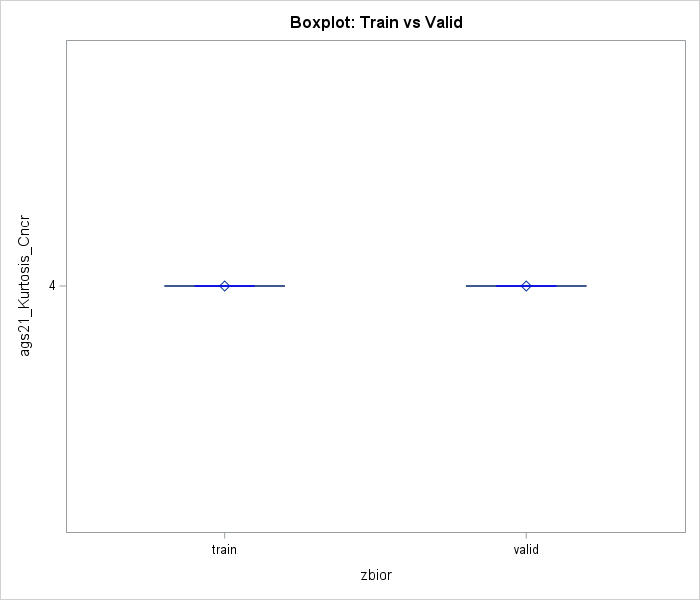 Boxplot: Train vs Valid
ags21_Kurtosis_Cncr
4
train
valid
zbior